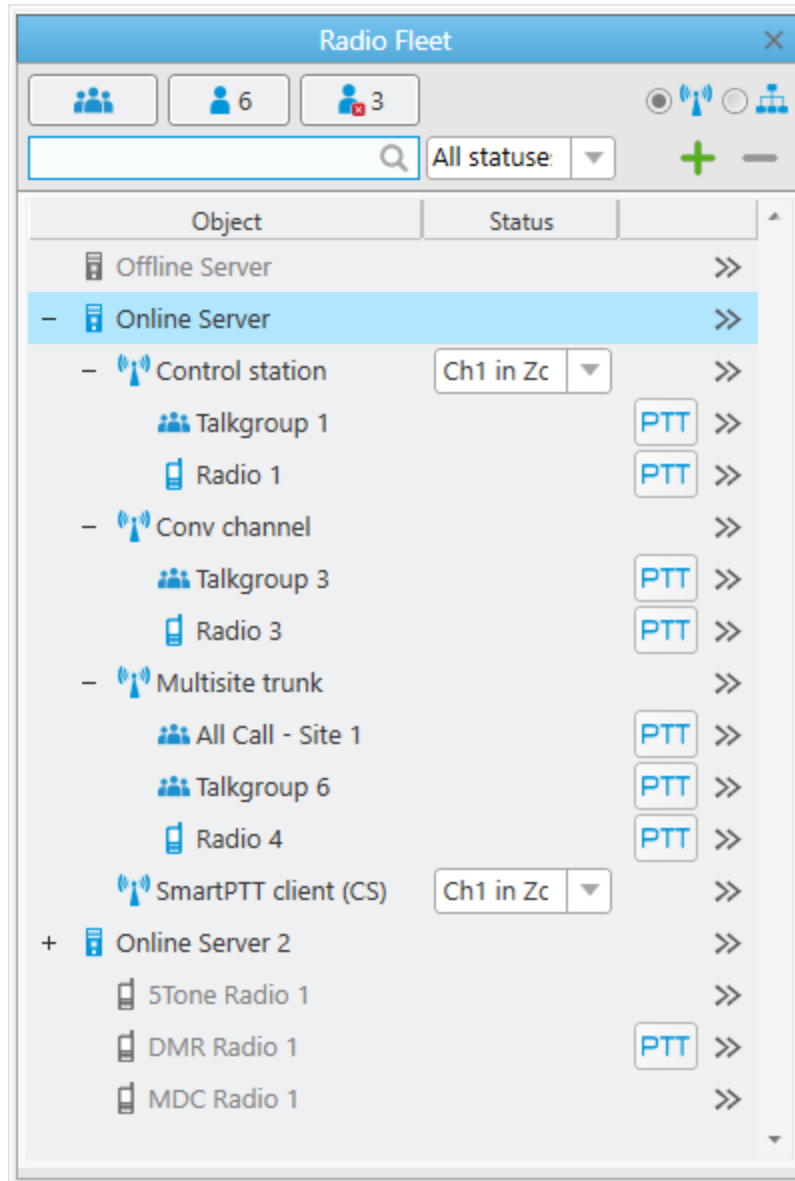 Radio Fleet
6 3
All statuse
Object Status
Offline Server
Online Server
Control station Ch1 in Zc
Talkgroup 1 PTT
Radio 1 PTT
Conv channel
Talkgroup 3 PTT
Radio 3 PTT
Multisite trunk
All Call - Site 1 PTT
Talkgroup 6 PTT
Radio 4 PTT
SmartPTT client (CS) Ch1 in Zc
Online Server 2
5Tone Radio 1
DMR Radio 1 PTT
MDC Radio 1